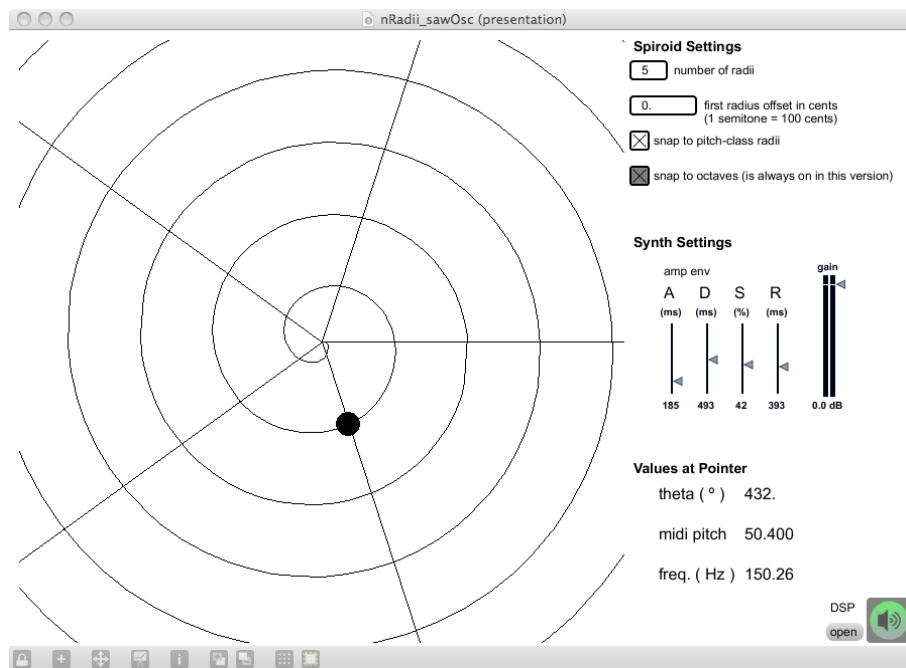 nRadii_sawOsc (presentation)
Spiroid Settings
5 number of radii
0. first radius offset in cents
(1 semitone = 100 cents)
snap to pitch-class radii
snap to octaves (is always on in this version)
Synth Settings
amp env
gain
A D S R
(ms) (ms) (%) (ms)
185 493 42 393 0.0 dB
Values at Pointer
theta ( º ) 432.
midi pitch 50.400
freq. ( Hz ) 150.26
DSP
open